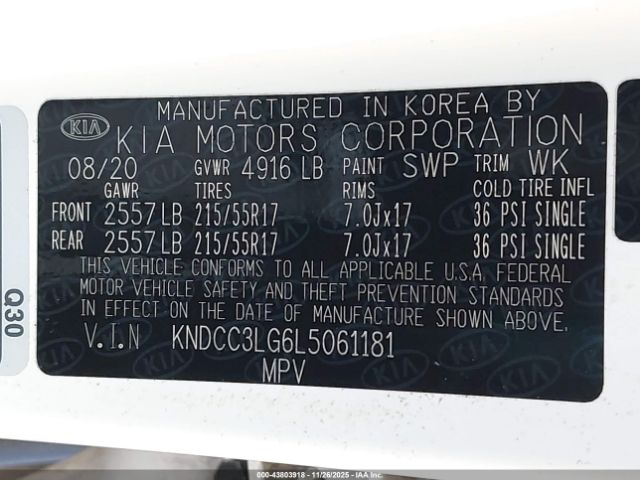 MANUFACTURED IN KOREA BY
KIA KIA MOTORS CORPORATION
08/20 GVWR 4916 LB PAINT SWP TRIM WK
GAWR TIRES RIMS COLD TIRE INFL
FRONT 2557 LB 215/55R17 7.0Jx17 36 PSI SINGLE
REAR 2557 LB 215/55R17 7.0Jx17 36 PSI SINGLE
THIS VEHICLE CONFORMS TO ALL APPLICABLE U.S.A. FEDERAL
MOTOR VEHICLE SAFETY AND THEFT PREVENTION STANDARDS
IN EFFECT ON THE DATE OF MANUFACTURE SHOWN ABOVE.
V.I.N KNDCC3LG6L5061181
MPV
Q30
© - 43803918 - 11/26/2025 - IAAI.com